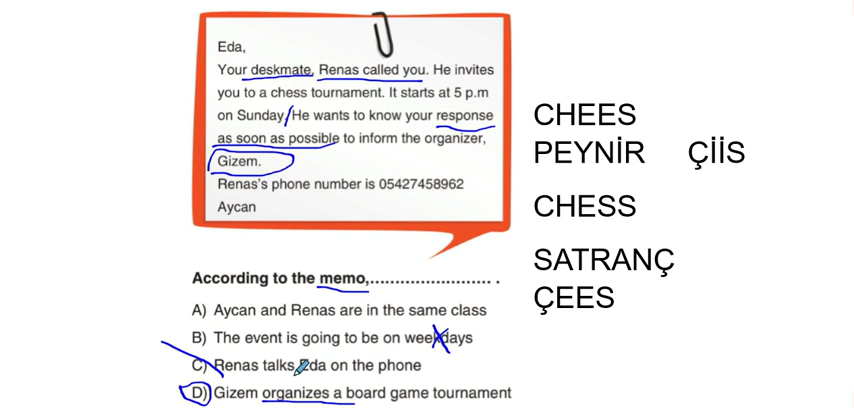 Eda,
Your deskmate, Renas called you. He invites
you to a chess tournament. It starts at 5 p.m
on Sunday. He wants to know your response
as soon as possible to inform the organizer,
Gizem.
Renas's phone number is 05427458962
Aycan
According to the memo,........................ .
A) Aycan and Renas are in the same class
B) The event is going to be on weekdays
C) Renas talks Eda on the phone
D) Gizem organizes a board game tournament
CHEES
PEYNİR ÇİİS
CHESS
SATRANÇ
ÇEES